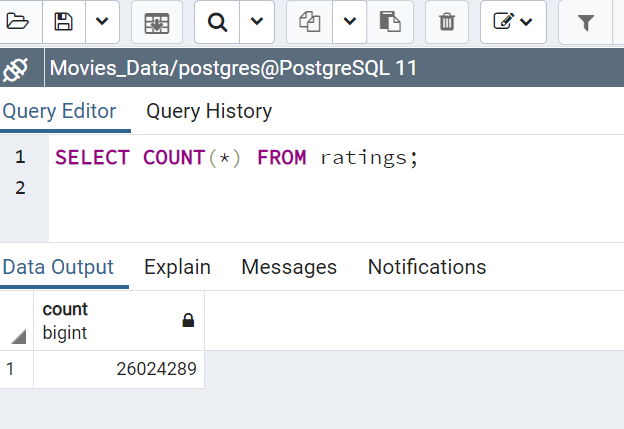 Movies_Data/postgres@PostgreSQL 11
Query Editor Query History
1 SELECT COUNT(*) FROM ratings;
2
Data Output Explain Messages Notifications
count
bigint
1 26024289